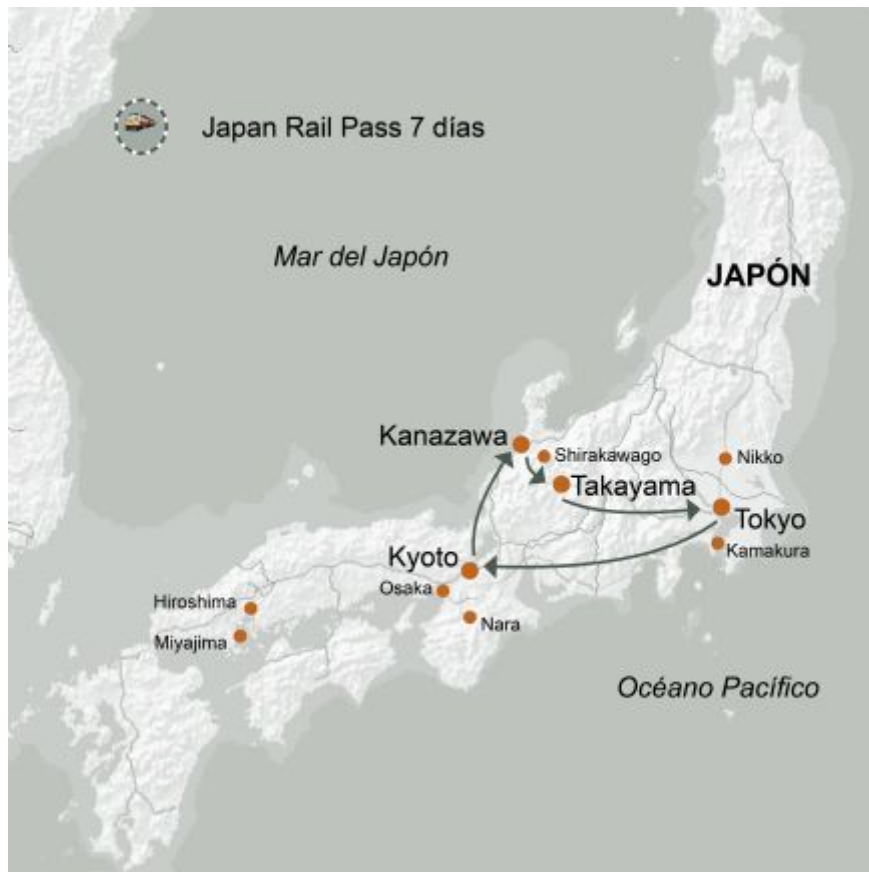 Japan Rail Pass 7 días
Mar del Japón
JAPÓN
Kanazawa
Shirakawago
Nikko
Takayama
Tokyo
Kamakura
Kyoto
Osaka
Hiroshima
Nara
Miyajima
Océano Pacífico